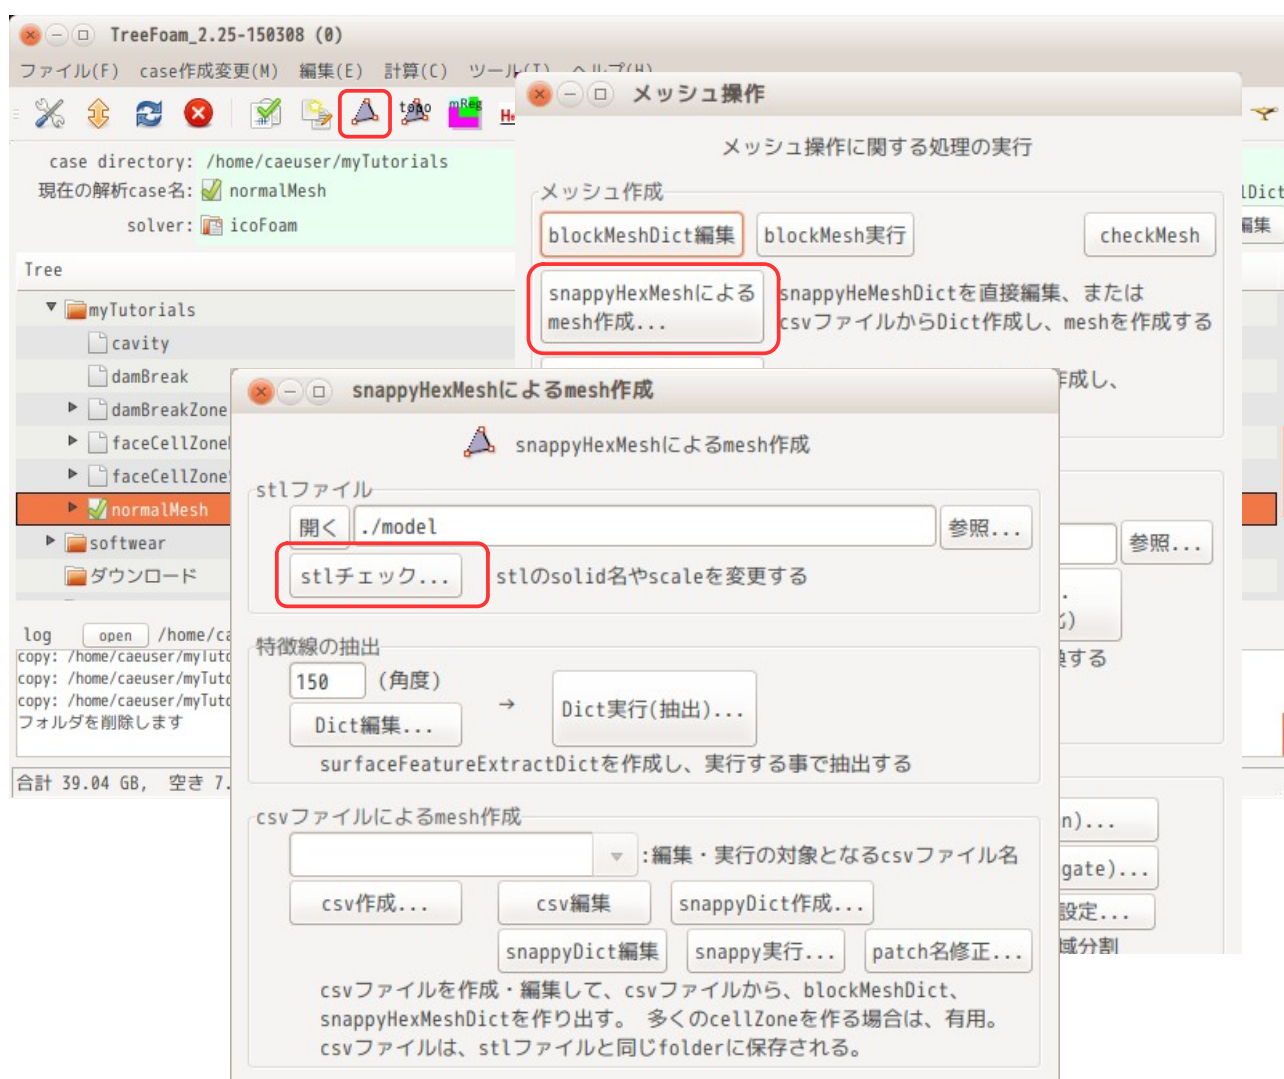 TreeFoam_2.25-150308 (0)
ファイル(F) case作成変更(M) 編集(E) 計算(C) ツール(T) ヘルプ(H)
topo
mReg
case directory: /home/caeuser/myTutorials
現在の解析case名: normalMesh
solver: icoFoam
lDict
編集
Tree
myTutorials
cavity
damBreak
damBreakZone
faceCellZone
faceCellZone
normalMesh
softwear
ダウンロード
log open /home/ca
copy: /home/caeuser/myTuto
copy: /home/caeuser/myTuto
copy: /home/caeuser/myTuto
フォルダを削除します
合計 39.04 GB, 空き 7.
メッシュ操作
メッシュ操作に関する処理の実行
メッシュ作成
blockMeshDict編集 blockMesh実行 checkMesh
snappyHexMeshによる
mesh作成...
snappyHeMeshDictを直接編集、または
csvファイルからDict作成し、meshを作成する
作成し、
参照...
する
n)...
gate)...
設定...
域分割
snappyHexMeshによるmesh作成
snappyHexMeshによるmesh作成
stlファイル
開く ./model 参照...
stlチェック... stlのsolid名やscaleを変更する
特徴線の抽出
150 (角度)
Dict編集... → Dict実行(抽出)...
surfaceFeatureExtractDictを作成し、実行する事で抽出する
csvファイルによるmesh作成
:編集・実行の対象となるcsvファイル名
csv作成... csv編集 snappyDict作成...
snappyDict編集 snappy実行... patch名修正...
csvファイルを作成・編集して、csvファイルから、blockMeshDict、
snappyHexMeshDictを作り出す。 多くのcellZoneを作る場合は、有用。
csvファイルは、stlファイルと同じfolderに保存される。